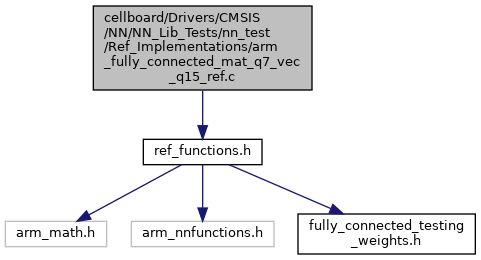 cellboard/Drivers/CMSIS
/NN/NN_Lib_Tests/nn_test
/Ref_Implementations/arm
_fully_connected_mat_q7_vec
_q15_ref.c
ref_functions.h
arm_math.h
arm_nnfunctions.h
fully_connected_testing
_weights.h